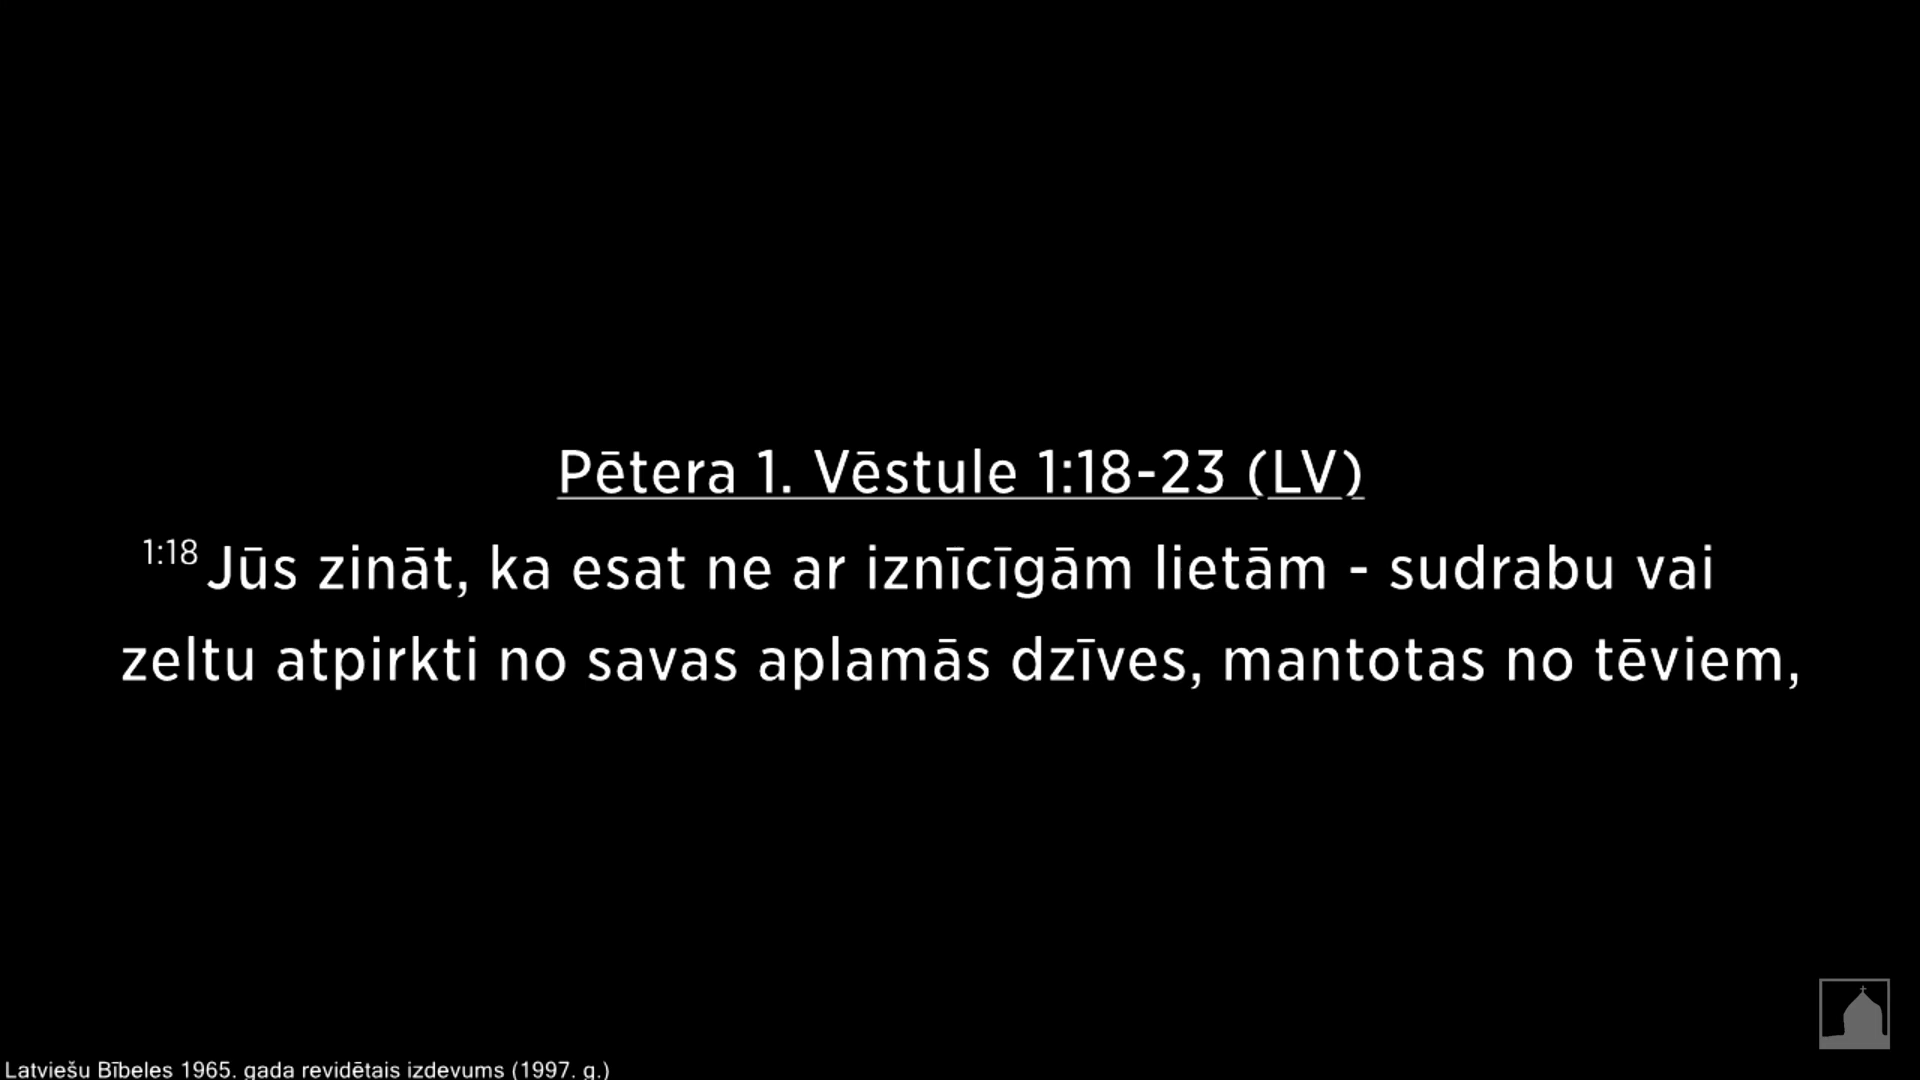 Pētera 1. Vēstule 1:18-23 (LV)
1:18 Jūs zināt, ka esat ne ar iznīcīgām lietām - sudrabu vai
zeltu atpirkti no savas aplamās dzīves, mantotas no tēviem,
Latviešu Bībeles 1965. gada revidētais izdevums (1997. g.)